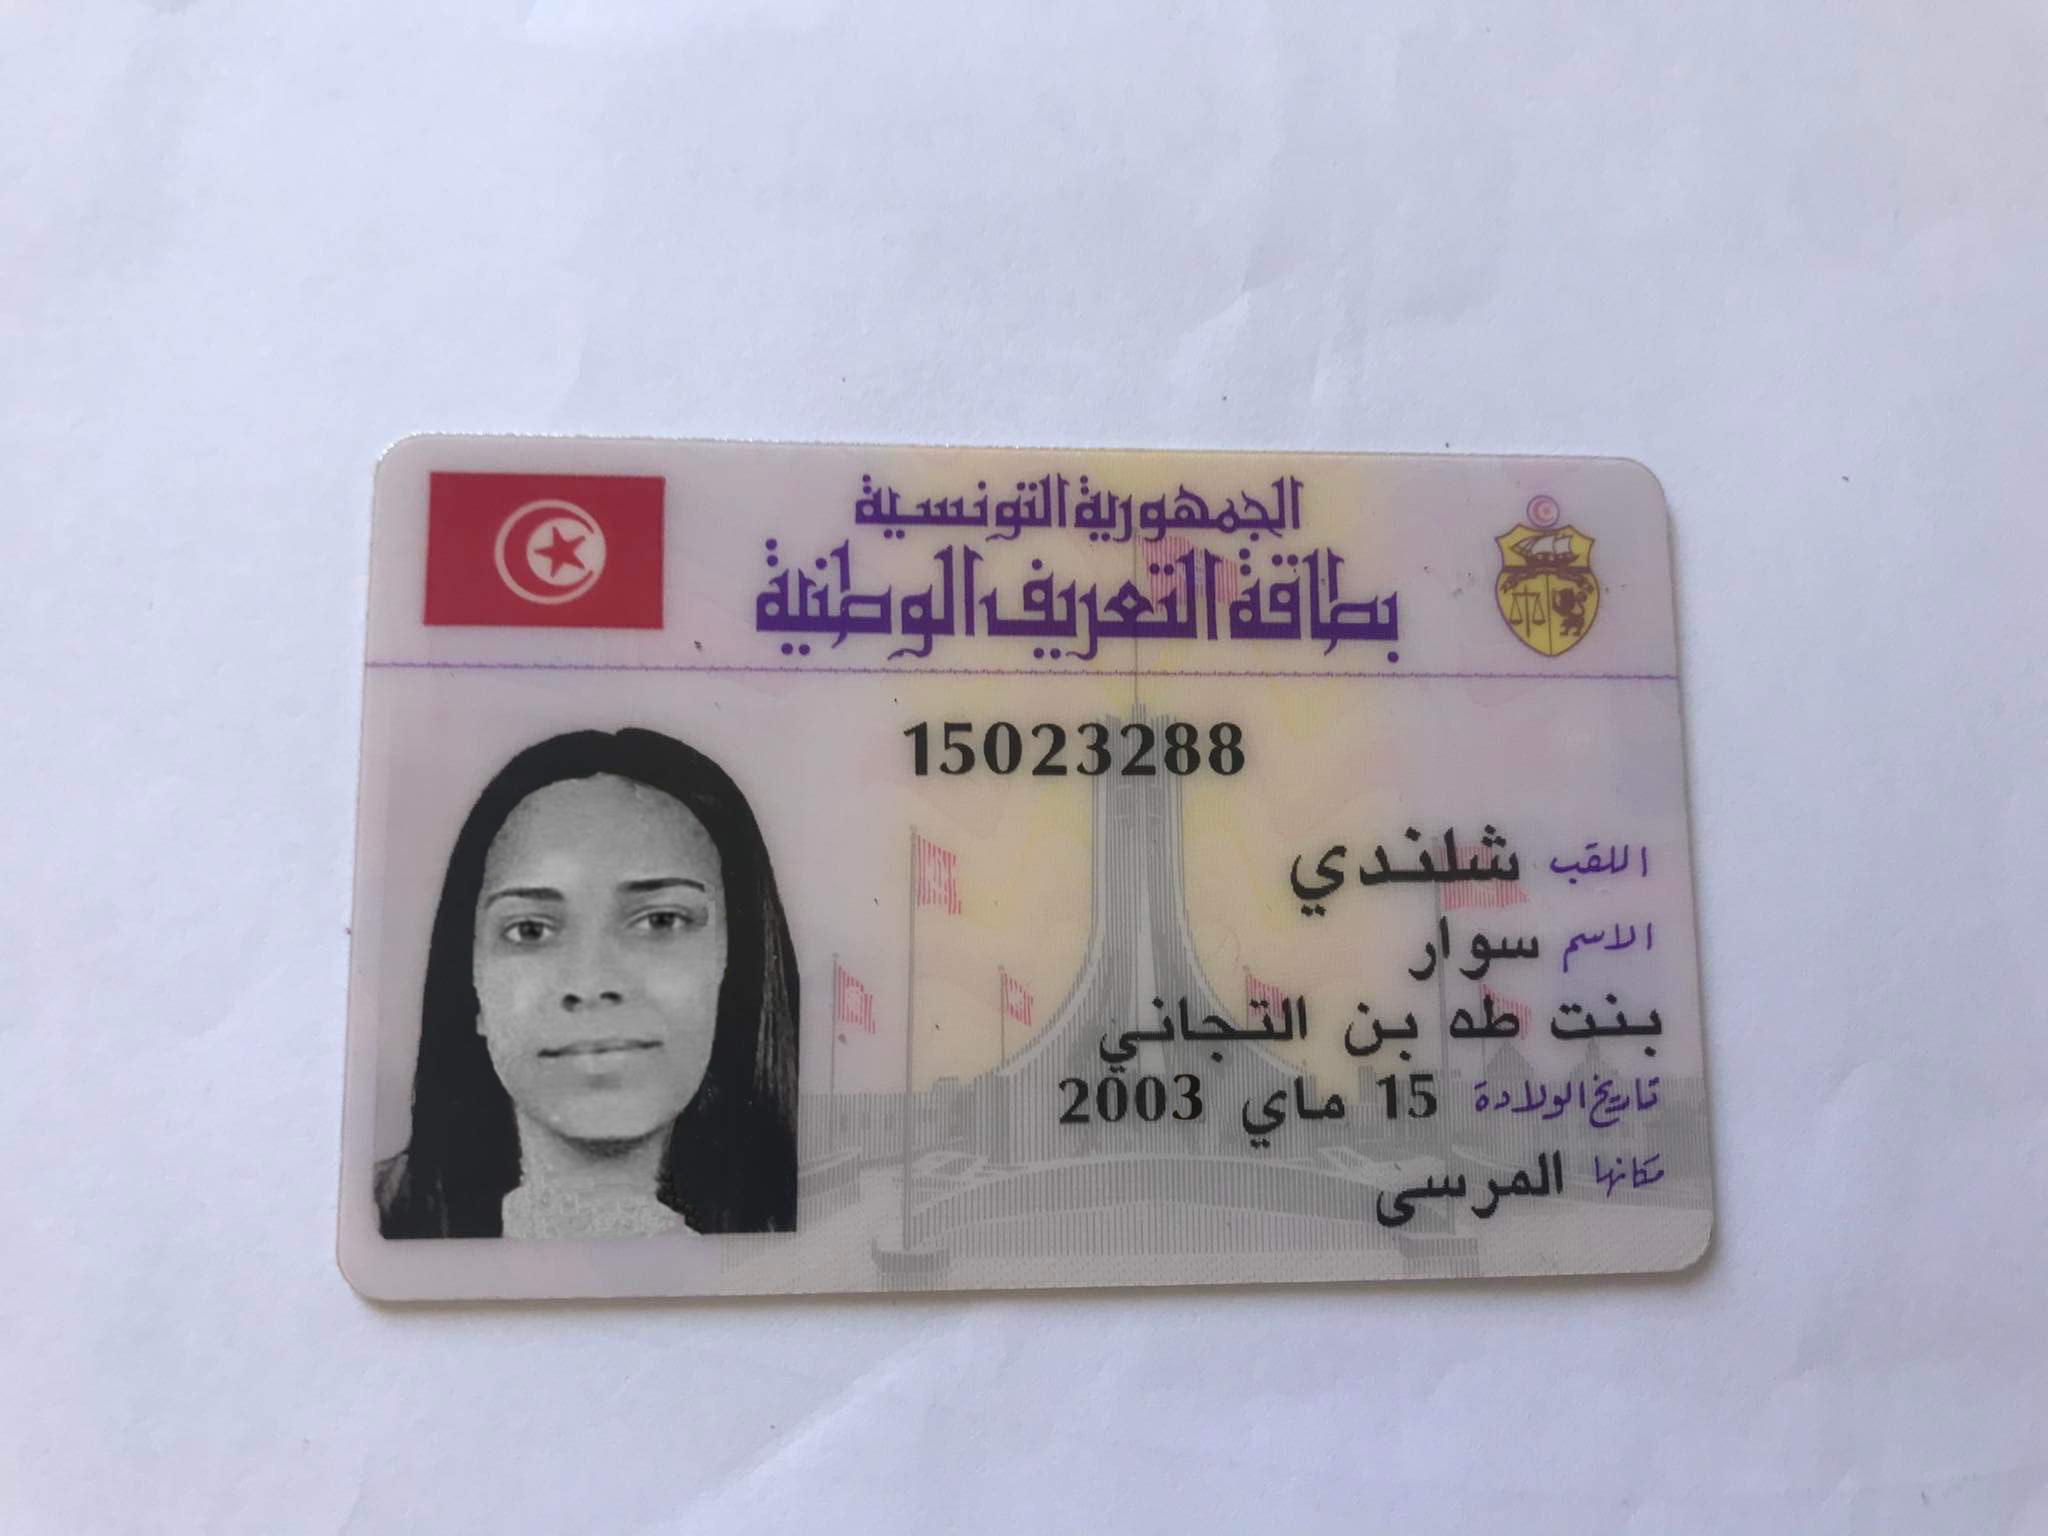 الجمهورية التونسية
بطاقة التعريف الوطنية
15023288
اللقب شلندي
الاسم سوار
بنت طه بن التجاني
تاريخ الولادة 15 ماي 2003
مكانها المرسى